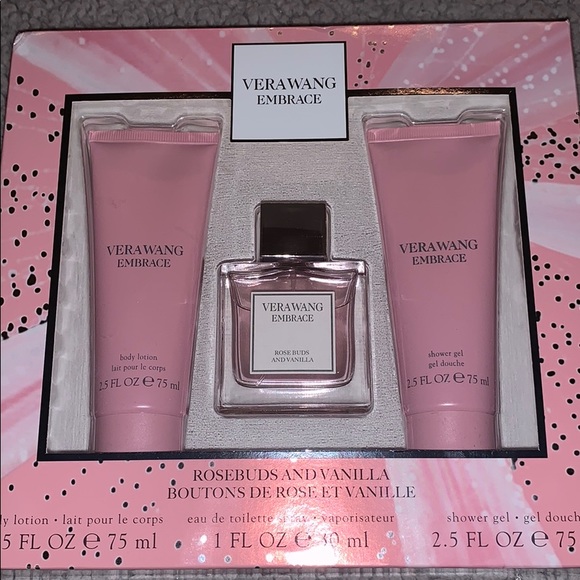 VERAWANG
EMBRACE
VERAWANG
EMBRACE
body lotion
lait pour le corps
2.5 FL OZ ℮ 75 ml
VERAWANG
EMBRACE
ROSE BUDS
AND VANILLA
VERAWANG
EMBRACE
shower gel
gel douche
2.5 FL OZ ℮ 75 ml
ROSEBUDS AND VANILLA
BOUTONS DE ROSE ET VANILLE
lotion • lait pour le corps
5 FL OZ ℮ 75 ml
eau de toilette spray • vaporisateur
1 FL OZ ℮ 30 ml
shower gel • gel douche
2.5 FL OZ ℮ 75